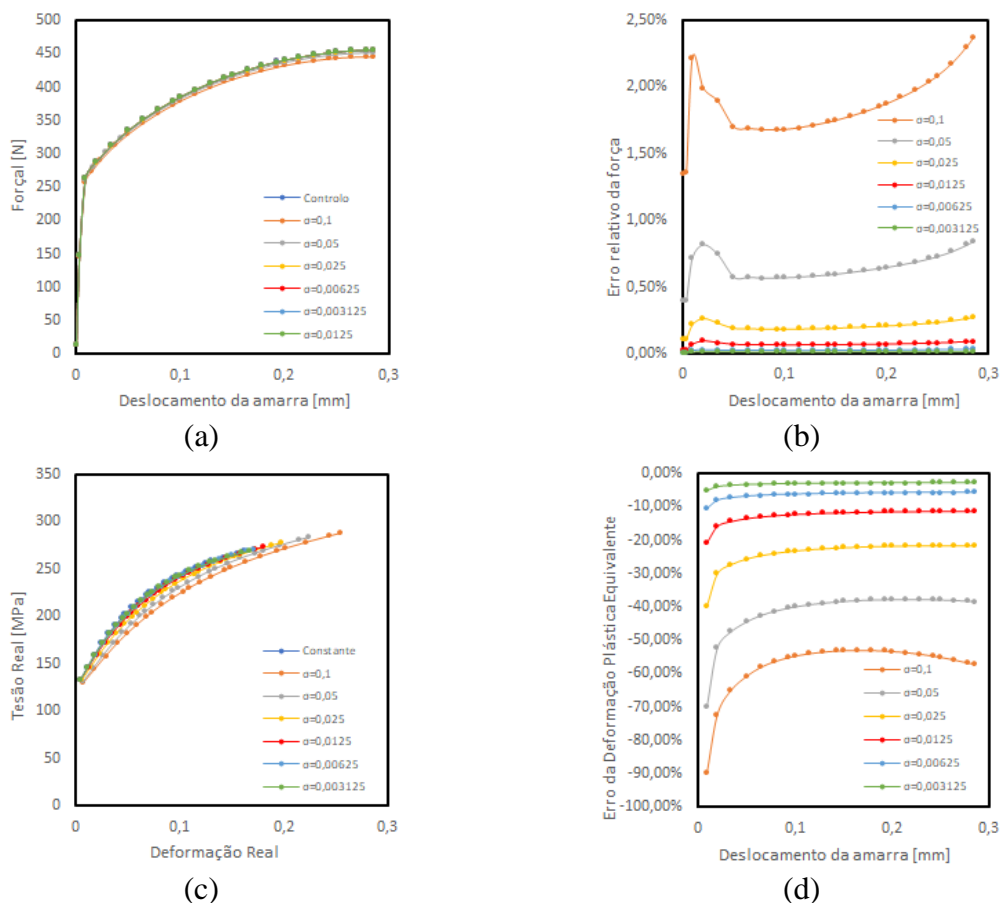 500
450
400
350
300
250
200
150
100
50
0
Forçal [N]
0
0,1
0,2
0,3
Deslocamento da amarra [mm]
Controlo
σ=0,1
σ=0,05
σ=0,025
σ=0,00625
σ=0,003125
σ=0,0125
(a)
2,50%
2,00%
1,50%
1,00%
0,50%
0,00%
Erro relativo da força
0
0,1
0,2
0,3
Deslocamento da amarra [mm]
σ=0,1
σ=0,05
σ=0,025
σ=0,0125
σ=0,00625
σ=0,003125
(b)
350
300
250
200
150
100
50
0
Tesão Real [MPa]
0
0,1
0,2
0,3
Deformação Real
Constante
σ=0,1
σ=0,05
σ=0,025
σ=0,0125
σ=0,00625
σ=0,003125
(c)
0,00%
-10,00%
-20,00%
-30,00%
-40,00%
-50,00%
-60,00%
-70,00%
-80,00%
-90,00%
-100,00%
Erro da Deformação Plástica Equivalente
0
0,1
0,2
0,3
Deslocamento da amarra [mm]
σ=0,1
σ=0,05
σ=0,025
σ=0,0125
σ=0,00625
σ=0,003125
(d)